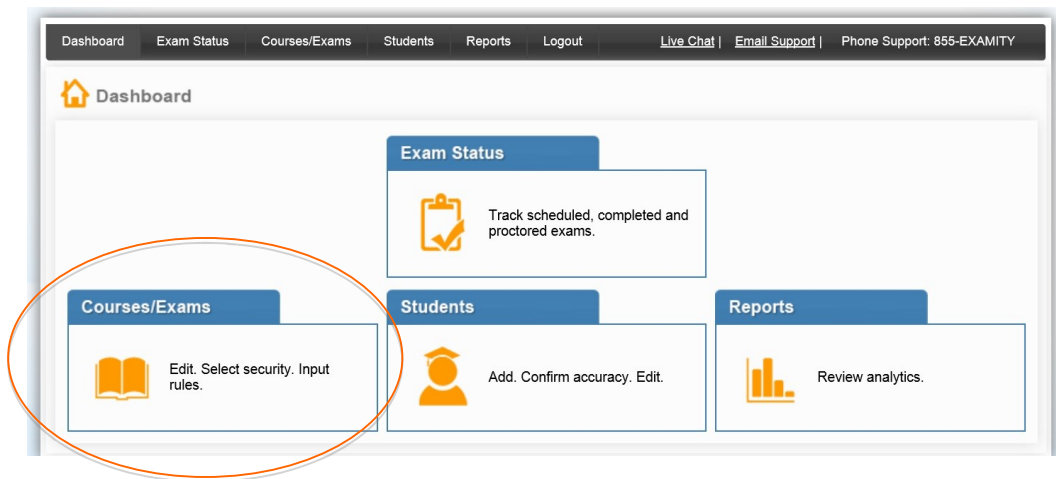 Dashboard Exam Status Courses/Exams Students Reports Logout Live Chat | Email Support | Phone Support: 855-EXAMITY
Dashboard
Exam Status
Track scheduled, completed and
proctored exams.
Courses/Exams
Edit. Select security. Input
rules.
Students
Add. Confirm accuracy. Edit.
Reports
Review analytics.